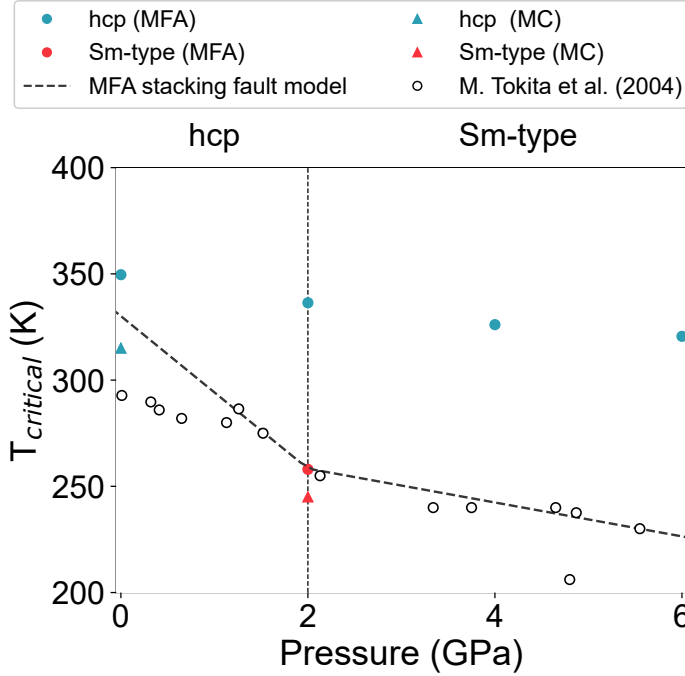 hcp (MFA)
hcp (MC)
Sm-type (MFA)
Sm-type (MC)
MFA stacking fault model
M. Tokita et al. (2004)
hcp
Sm-type
400
350
300
250
200
T_critical (K)
0
2
4
6
Pressure (GPa)